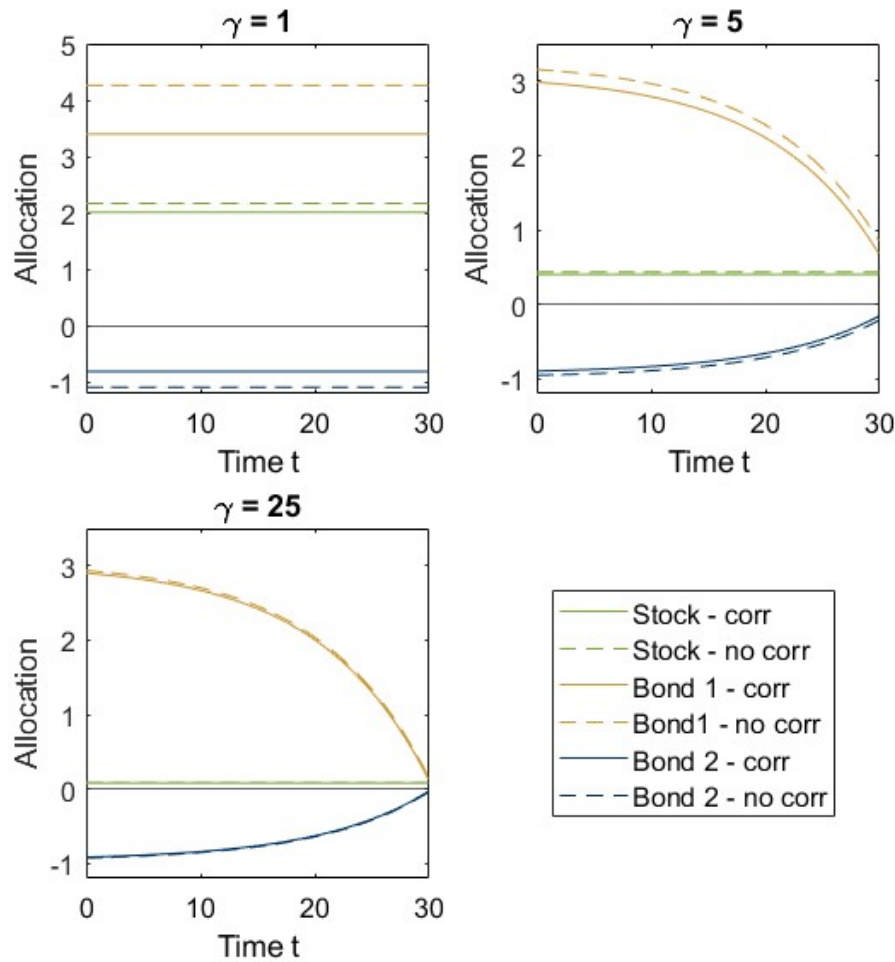 γ = 1
5
4
3
2
1
0
-1
Allocation
0 10 20 30
Time t
γ = 5
3
2
1
0
-1
Allocation
0 10 20 30
Time t
γ = 25
3
2
1
0
-1
Allocation
0 10 20 30
Time t
Stock - corr
Stock - no corr
Bond 1 - corr
Bond1 - no corr
Bond 2 - corr
Bond 2 - no corr